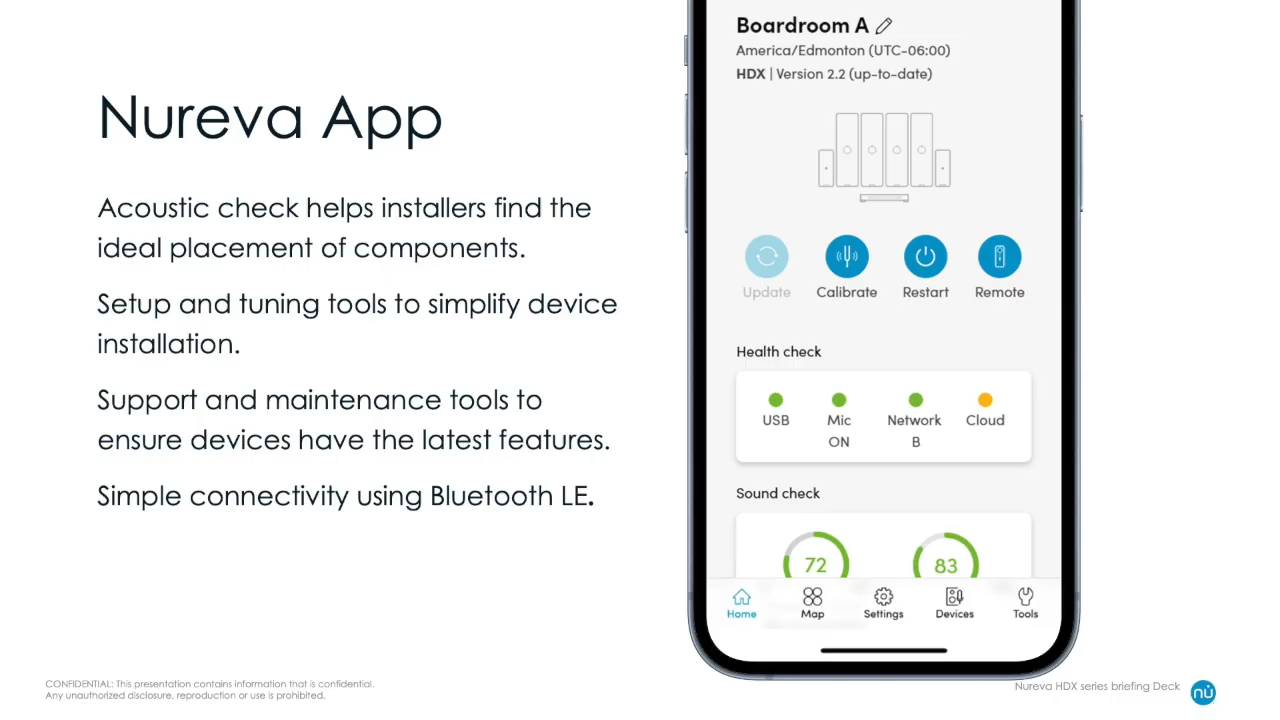 Nureva App
Acoustic check helps installers find the
ideal placement of components.
Setup and tuning tools to simplify device
installation.
Support and maintenance tools to
ensure devices have the latest features.
Simple connectivity using Bluetooth LE.
Boardroom A
America/Edmonton (UTC-06:00)
HDX | Version 2.2 (up-to-date)
Update Calibrate Restart Remote
Health check
USB Mic Network Cloud
ON B
Sound check
72 83
Home Map Settings Devices Tools
CONFIDENTIAL: This presentation contains information that is confidential.
Any unauthorized disclosure, reproduction or use is prohibited.
Nureva HDX series briefing Deck nu̇